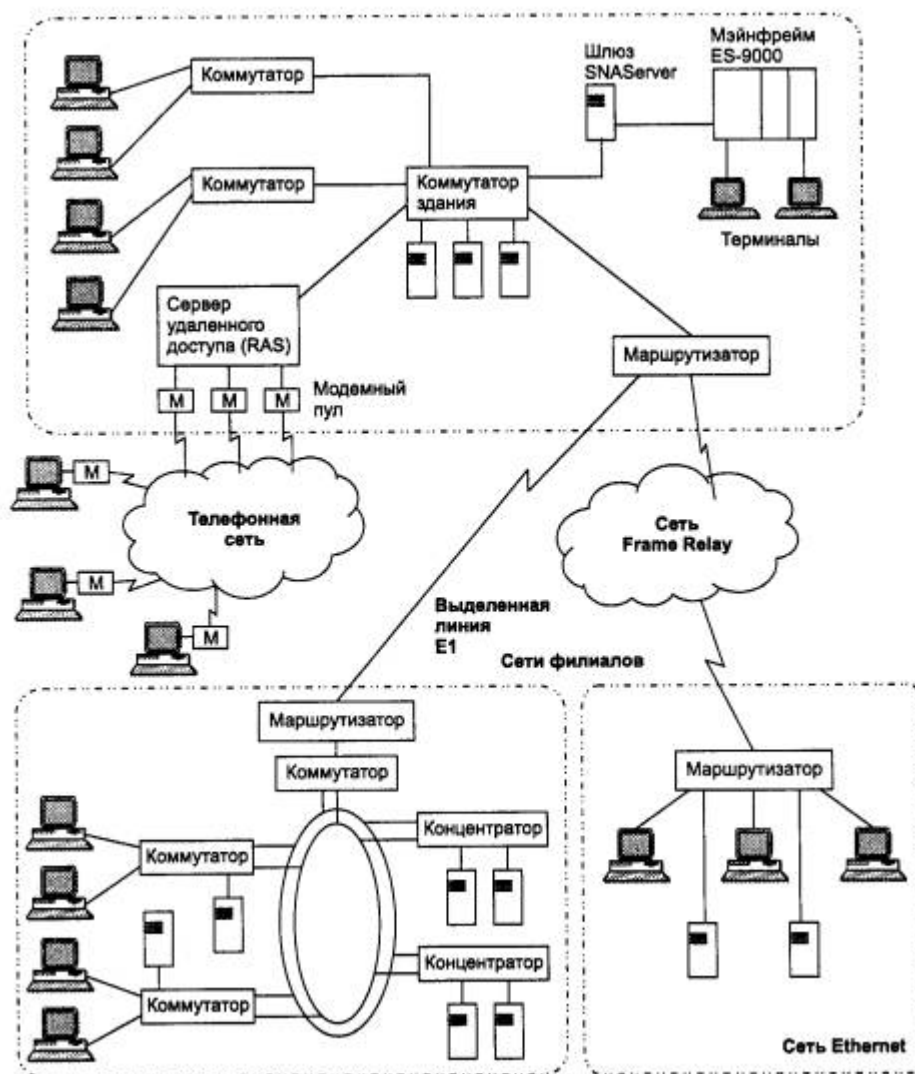 Коммутатор
Шлюз
SNAServer
Мэйнфрейм
ES-9000
Коммутатор
Коммутатор
здания
Терминалы
Сервер
удаленного
доступа (RAS)
Маршрутизатор
М
М
М
Модемный
пул
М
Телефонная
сеть
Сеть
Frame Relay
М
М
Выделенная
линия
E1
Сети филиалов
Маршрутизатор
Коммутатор
Маршрутизатор
Концентратор
Коммутатор
Концентратор
Коммутатор
Сеть Ethernet